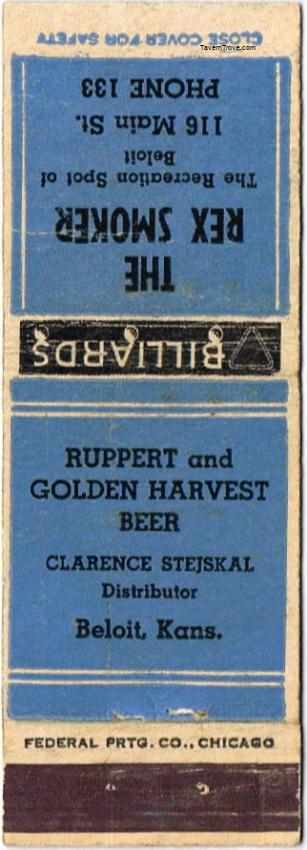 TavernTrove.com
CLOSE COVER FOR SAFETY
THE
REX SMOKER
The Recreation Spot of
Beloit
116 Main St.
PHONE 133
BILLIARDS
RUPPERT and
GOLDEN HARVEST
BEER
CLARENCE STEJSKAL
Distributor
Beloit, Kans.
FEDERAL PRTG. CO., CHICAGO